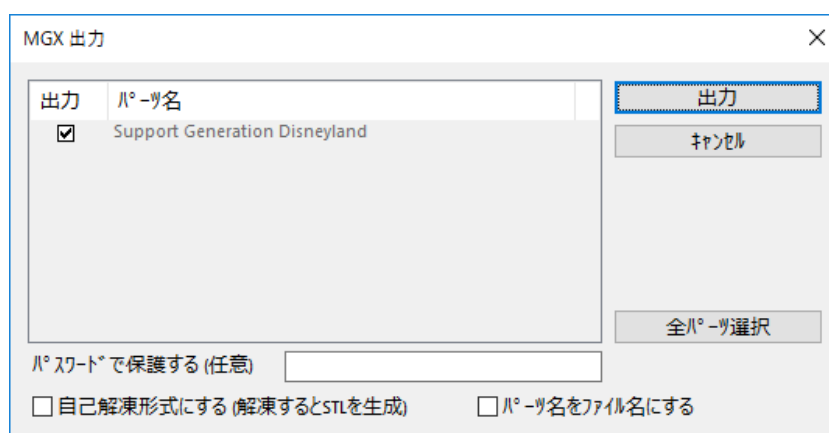 MGX 出力
出力 ﾊﾟｰﾂ名
Support Generation Disneyland
出力
ｷｬﾝｾﾙ
全ﾊﾟｰﾂ選択
ﾊﾟｽﾜｰﾄﾞで保護する (任意)
自己解凍形式にする (解凍するとSTLを生成)
ﾊﾟｰﾂ名をﾌｧｲﾙ名にする